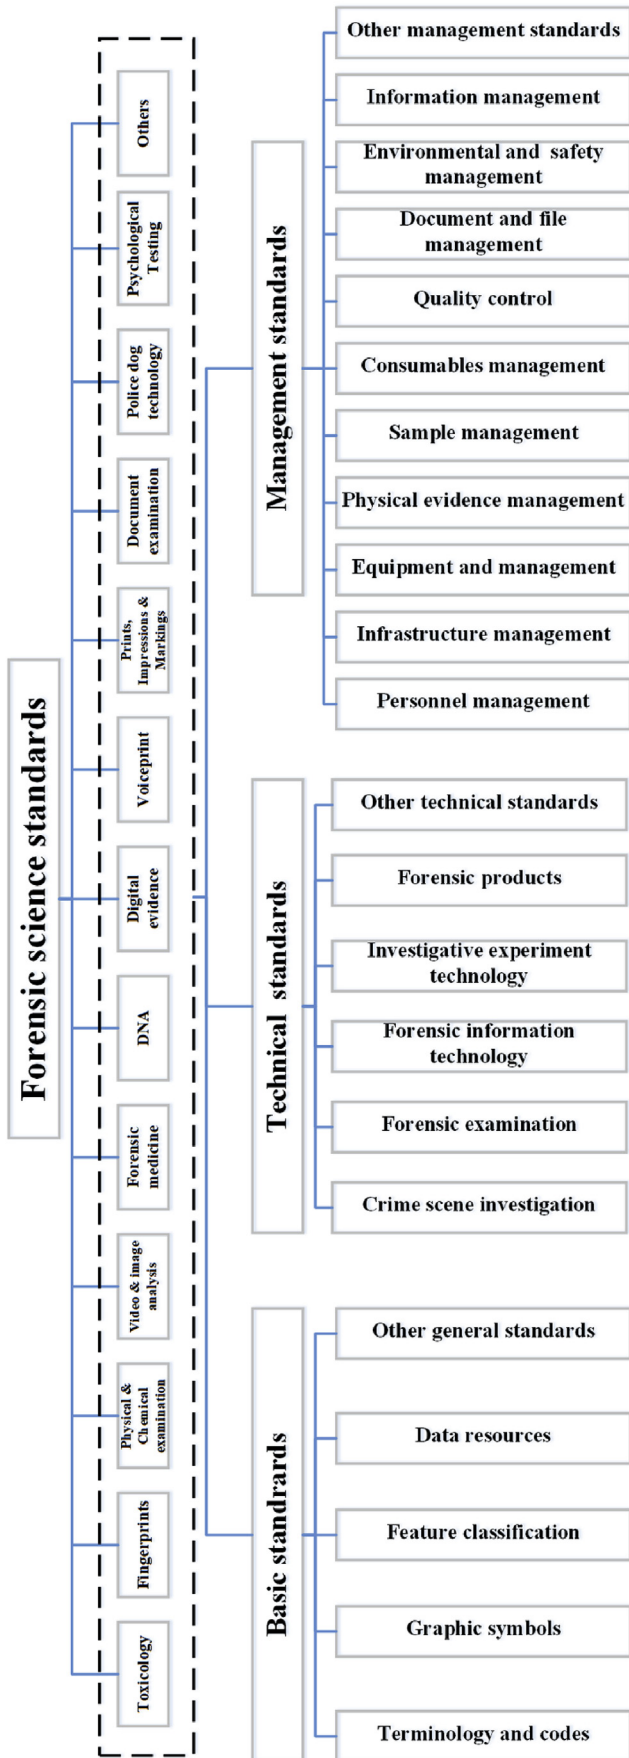 Forensic science standards
Toxicology
Fingerprints
Physical &
Chemical
examination
Video & image
analysis
Forensic
medicine
DNA
Digital
evidence
Voiceprint
Prints,
Impressions &
Markings
Document
examination
Police dog
technology
Psychological
Testing
Others
Basic standrards
Technical standards
Management standards
Terminology and codes
Graphic symbols
Feature classification
Data resources
Other general standards
Crime scene investigation
Forensic examination
Forensic information
technology
Investigative experiment
technology
Forensic products
Other technical standards
Personnel management
Infrastructure management
Equipment and management
Physical evidence management
Sample management
Consumables management
Quality control
Document and file
management
Environmental and safety
management
Information management
Other management standards